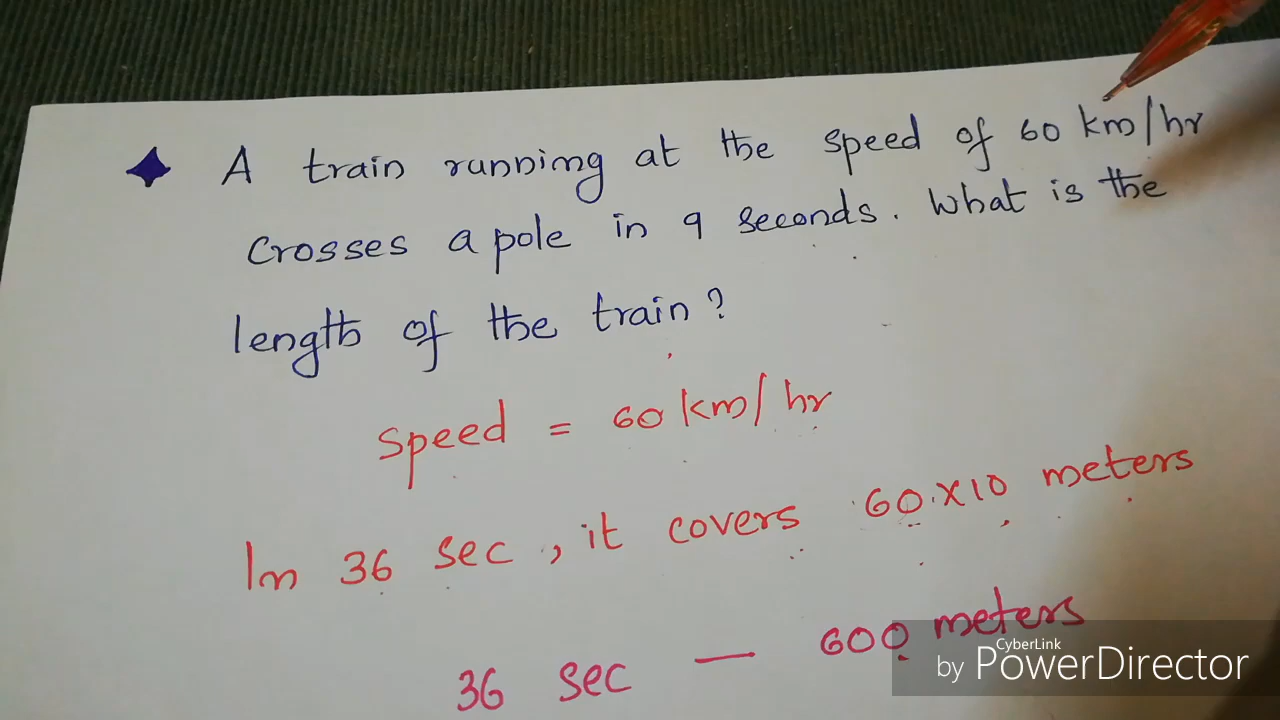 A train running at the speed of 60 km/hr
Crosses a pole in 9 seconds. What is the
length of the train?
Speed = 60 km/hr
In 36 sec, it covers 60x10 meters
36 sec — 600 meters
CyberLink
by PowerDirector